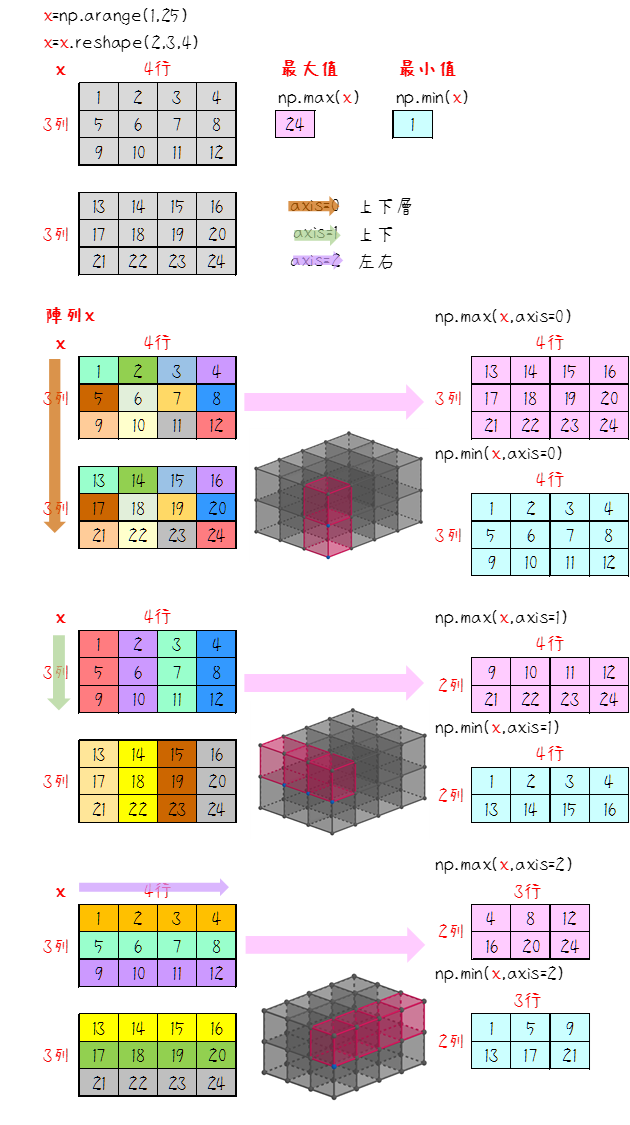 x=np.arange(1,25)
x=x.reshape(2,3,4)
x 4行 最大值 最小值
np.max(x) np.min(x)
3列
1 2 3 4
5 6 7 8
9 10 11 12
24 1
3列
13 14 15 16
17 18 19 20
21 22 23 24
axis=0 上下層
axis=1 上下
axis=2 左右
陣列x
x 4行
3列
1 2 3 4
5 6 7 8
9 10 11 12
3列
13 14 15 16
17 18 19 20
21 22 23 24
np.max(x,axis=0)
4行
3列
13 14 15 16
17 18 19 20
21 22 23 24
np.min(x,axis=0)
4行
3列
1 2 3 4
5 6 7 8
9 10 11 12
x 4行
3列
1 2 3 4
5 6 7 8
9 10 11 12
3列
13 14 15 16
17 18 19 20
21 22 23 24
np.max(x,axis=1)
4行
2列
9 10 11 12
21 22 23 24
np.min(x,axis=1)
4行
2列
1 2 3 4
13 14 15 16
x 4行
3列
1 2 3 4
5 6 7 8
9 10 11 12
3列
13 14 15 16
17 18 19 20
21 22 23 24
np.max(x,axis=2)
3行
2列
4 8 12
16 20 24
np.min(x,axis=2)
3行
2列
1 5 9
13 17 21